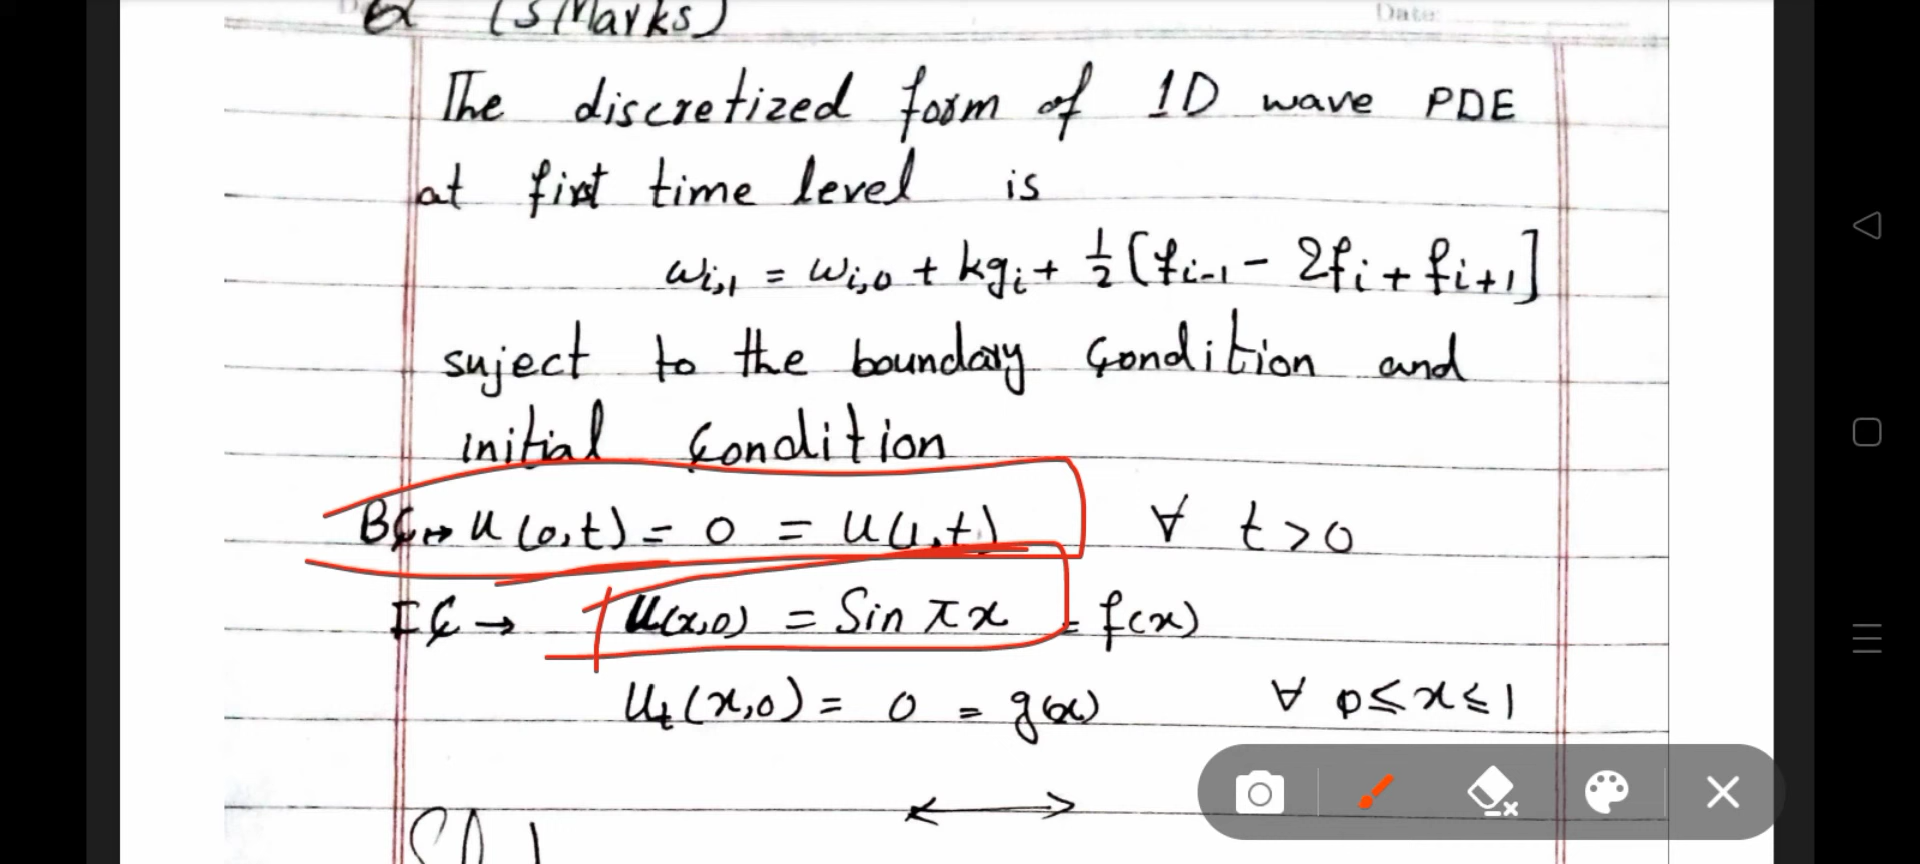 Q (5 Marks)
Date:
The discretized form of 1D wave PDE
at first time level is
wi,1 = wi,0 + kgi + 1/2 [fi-1 - 2fi + fi+1]
suject to the boundary Condition and
initial Condition
BC → u(0,t) = 0 = u(1,t) ∀ t>0
IC → u(x,0) = Sin πx = f(x)
ut(x,0) = 0 = g(x) ∀ 0≤x≤1